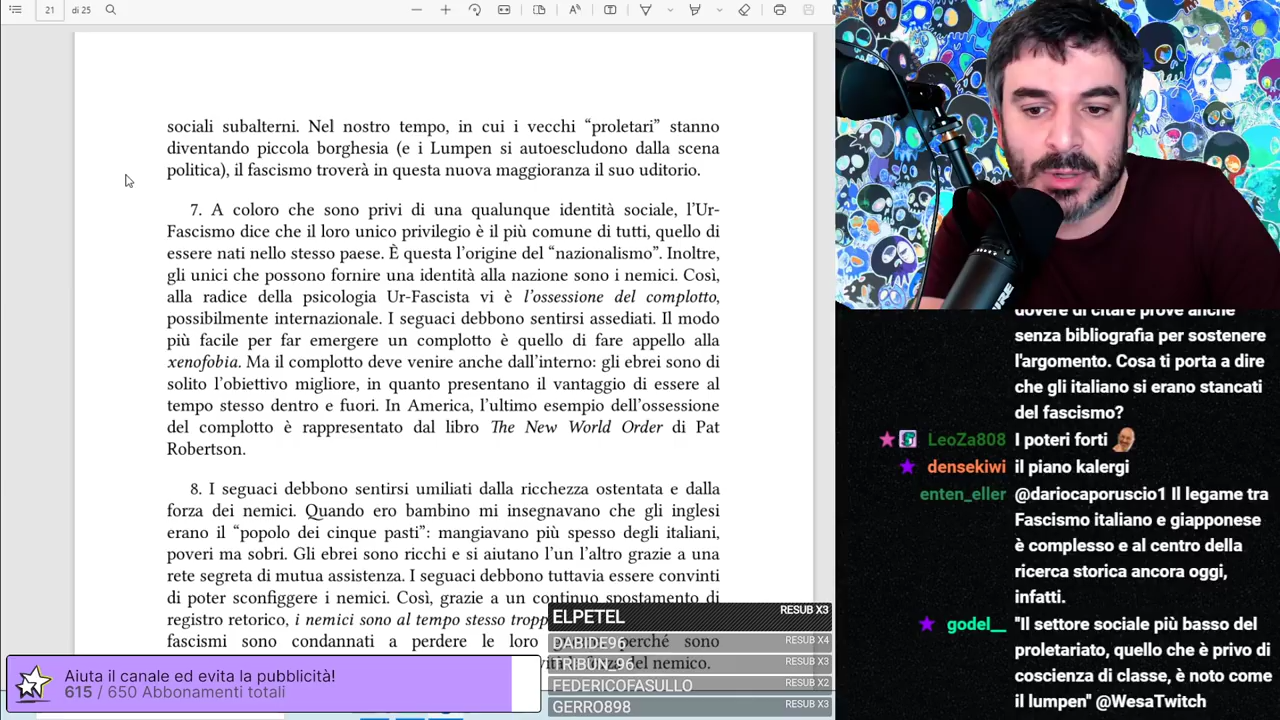 21 di 25
sociali subalterni. Nel nostro tempo, in cui i vecchi “proletari” stanno
diventando piccola borghesia (e i Lumpen si autoescludono dalla scena
politica), il fascismo troverà in questa nuova maggioranza il suo uditorio.
7. A coloro che sono privi di una qualunque identità sociale, l’Ur-
Fascismo dice che il loro unico privilegio è il più comune di tutti, quello di
essere nati nello stesso paese. È questa l’origine del “nazionalismo”. Inoltre,
gli unici che possono fornire una identità alla nazione sono i nemici. Così,
alla radice della psicologia Ur-Fascista vi è l’ossessione del complotto,
possibilmente internazionale. I seguaci debbono sentirsi assediati. Il modo
più facile per far emergere un complotto è quello di fare appello alla
xenofobia. Ma il complotto deve venire anche dall’interno: gli ebrei sono di
solito l’obiettivo migliore, in quanto presentano il vantaggio di essere al
tempo stesso dentro e fuori. In America, l’ultimo esempio dell’ossessione
del complotto è rappresentato dal libro The New World Order di Pat
Robertson.
8. I seguaci debbono sentirsi umiliati dalla ricchezza ostentata e dalla
forza dei nemici. Quando ero bambino mi insegnavano che gli inglesi
erano il “popolo dei cinque pasti”: mangiavano più spesso degli italiani,
poveri ma sobri. Gli ebrei sono ricchi e si aiutano l’un l’altro grazie a una
rete segreta di mutua assistenza. I seguaci debbono tuttavia essere convinti
di poter sconfiggere i nemici. Così, grazie a un continuo spostamento di
registro retorico, i nemici sono al tempo stesso
fascismi sono condannati a perdere le loro perché sono
del nemico.
Aiuta il canale ed evita la pubblicità!
615 / 650 Abbonamenti totali
ELPETEL RESUB X3
DABIDE96 RESUB X4
TRIBUN_96 RESUB X3
FEDERICOFASULLO RESUB X2
GERRO898 RESUB X3
SHURE
dovere di citare prove anche
senza bibliografia per sostenere
l'argomento. Cosa ti porta a dire
che gli italiano si erano stancati
del fascismo?
LeoZa808 I poteri forti
densekiwi il piano kalergi
enten_eller @dariocaporuscio1 Il legame tra
Fascismo italiano e giapponese
è complesso e al centro della
ricerca storica ancora oggi,
infatti.
godel__ "Il settore sociale più basso del
proletariato, quello che è privo di
coscienza di classe, è noto come
il lumpen" @WesaTwitch